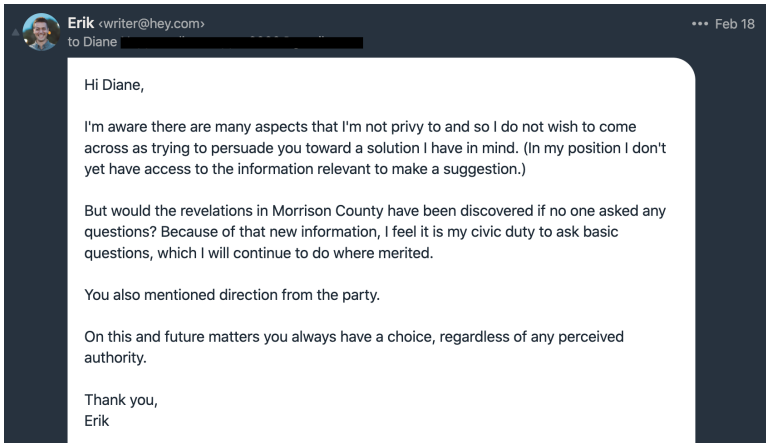 Erik <writer@hey.com>
Feb 18
to Diane
Hi Diane,
I'm aware there are many aspects that I'm not privy to and so I do not wish to come
across as trying to persuade you toward a solution I have in mind. (In my position I don't
yet have access to the information relevant to make a suggestion.)
But would the revelations in Morrison County have been discovered if no one asked any
questions? Because of that new information, I feel it is my civic duty to ask basic
questions, which I will continue to do where merited.
You also mentioned direction from the party.
On this and future matters you always have a choice, regardless of any perceived
authority.
Thank you,
Erik